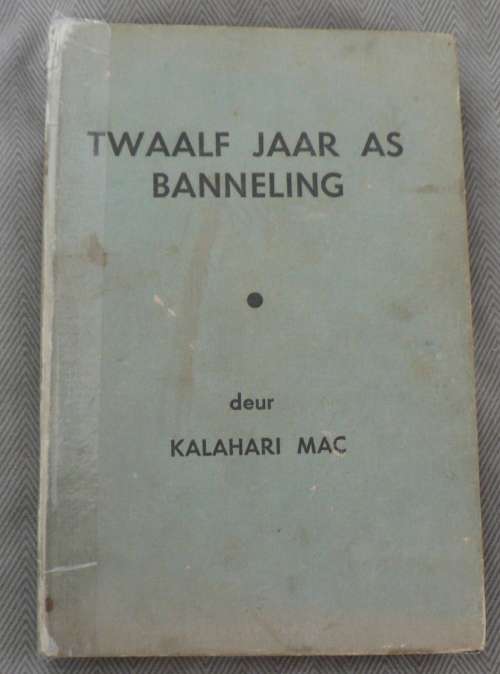 TWAALF JAAR AS
BANNELING
deur
KALAHARI MAC